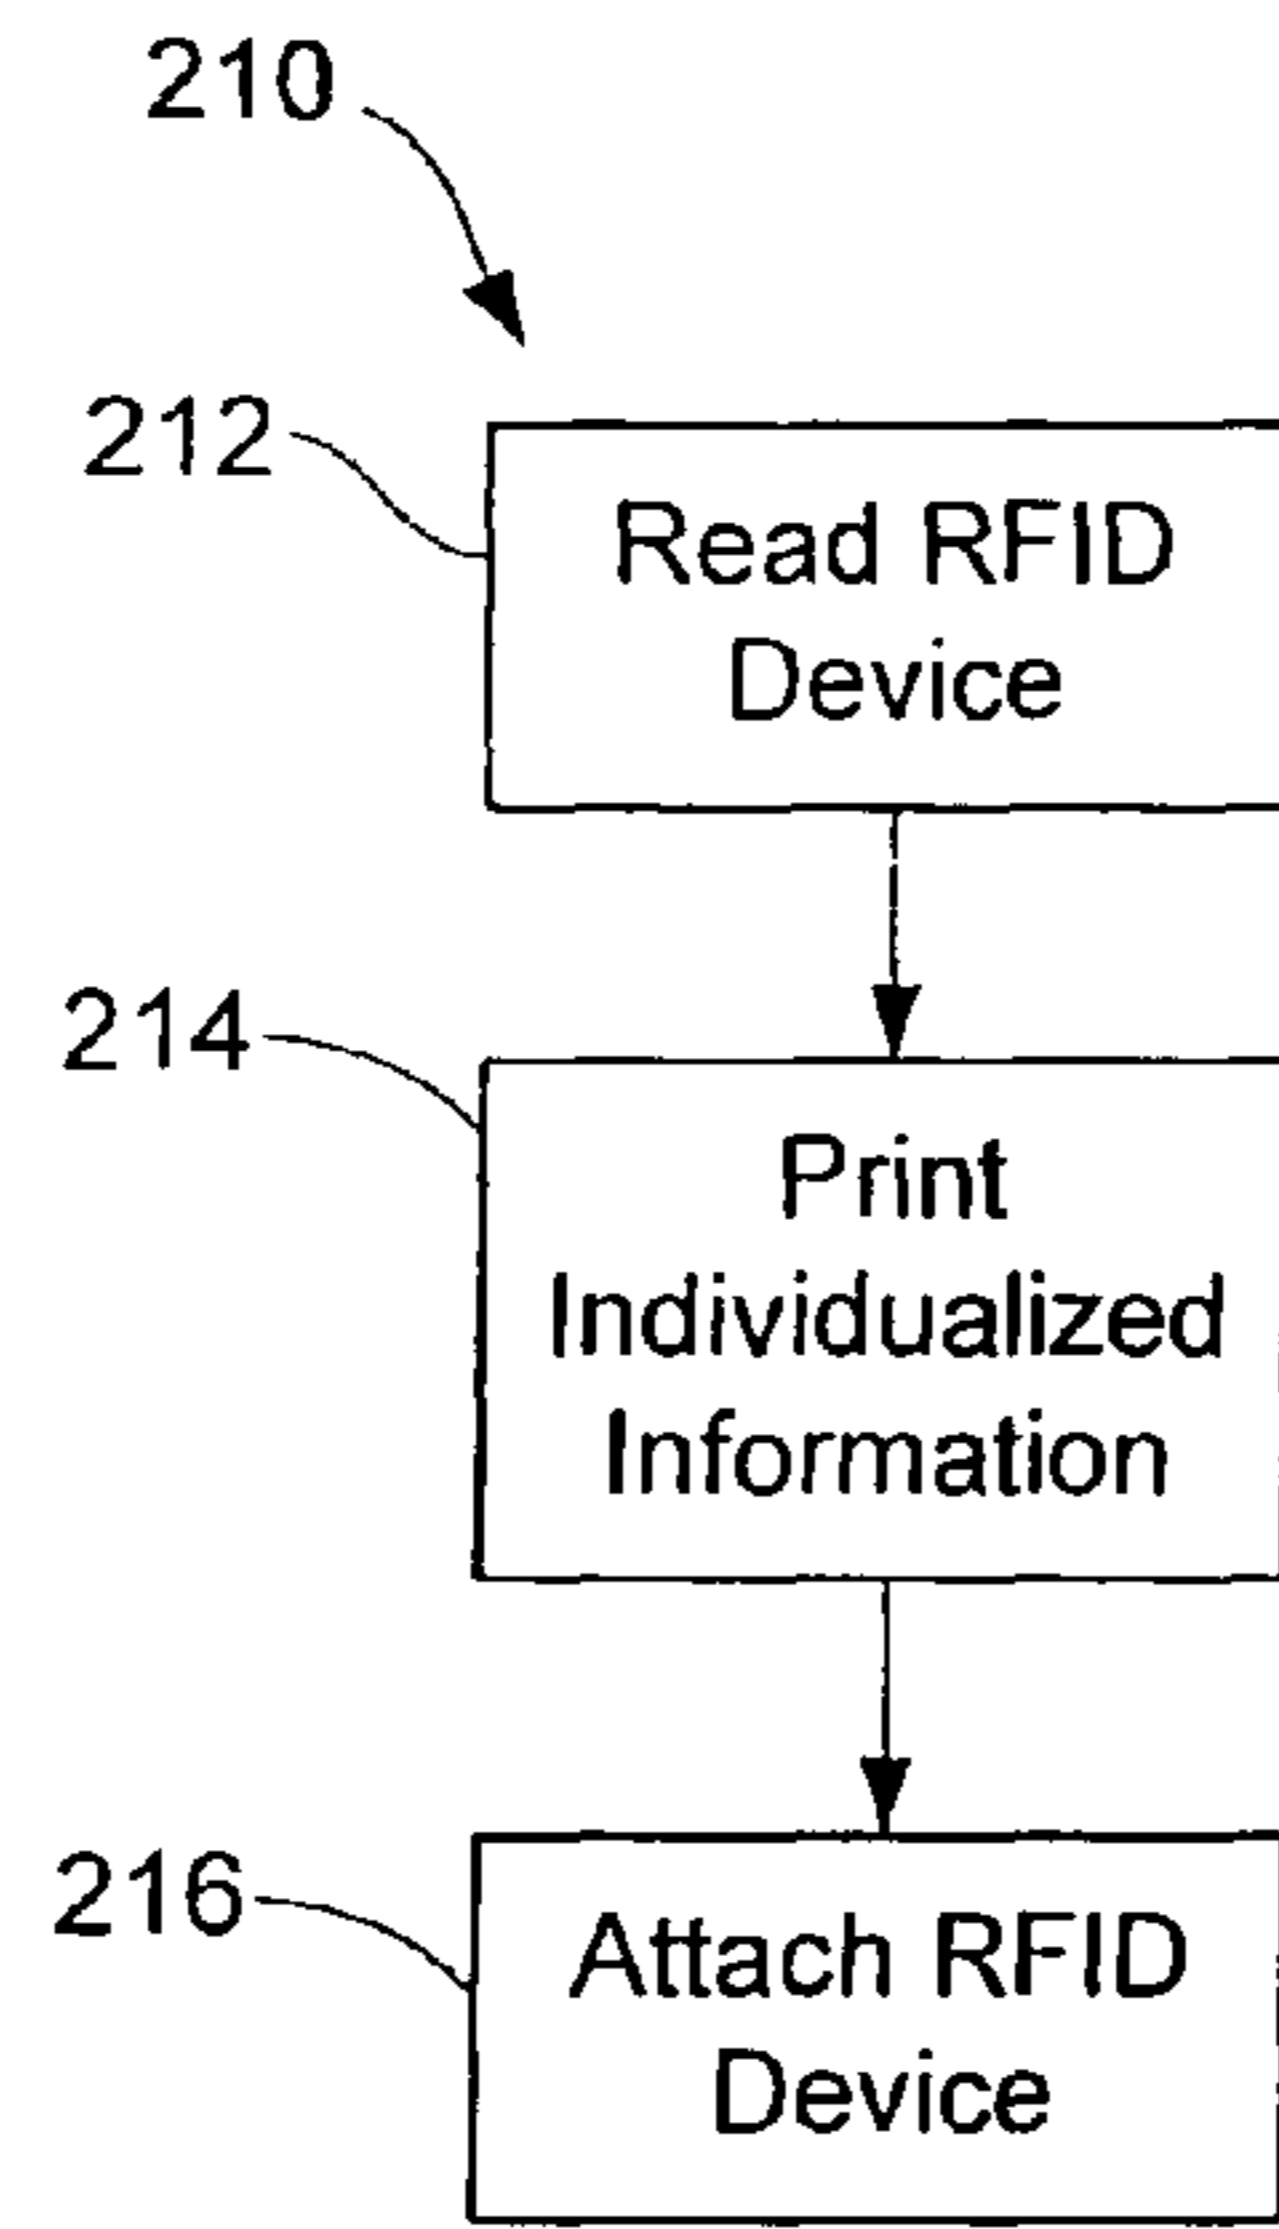 210
212
Read RFID
Device
214
Print
Individualized
Information
216
Attach RFID
Device